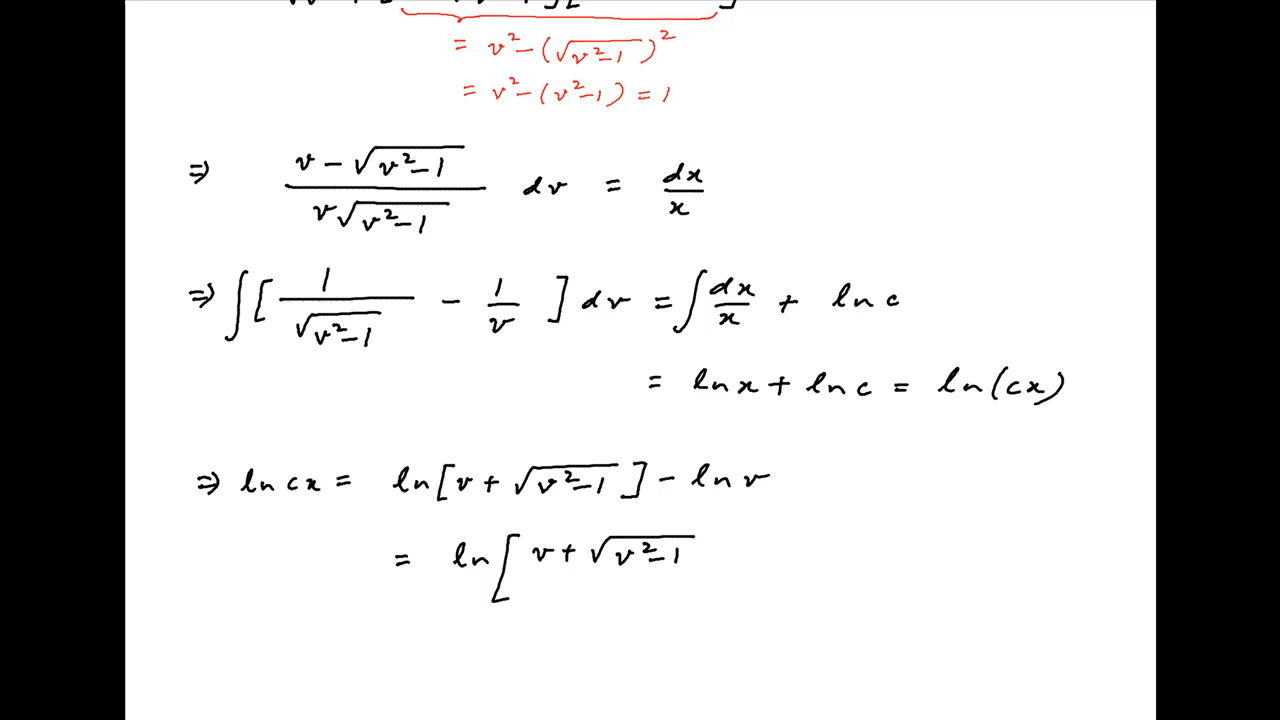 = v² - (√(v²-1))²
= v² - (v²-1) = 1
⇒ (v - √(v²-1)) / (v√(v²-1)) dv = dx/x
⇒ ∫[ 1/√(v²-1) - 1/v ] dv = ∫ dx/x + ln c
= ln x + ln c = ln(cx)
⇒ ln cx = ln[v + √(v²-1)] - ln v
= ln[ v + √(v²-1)